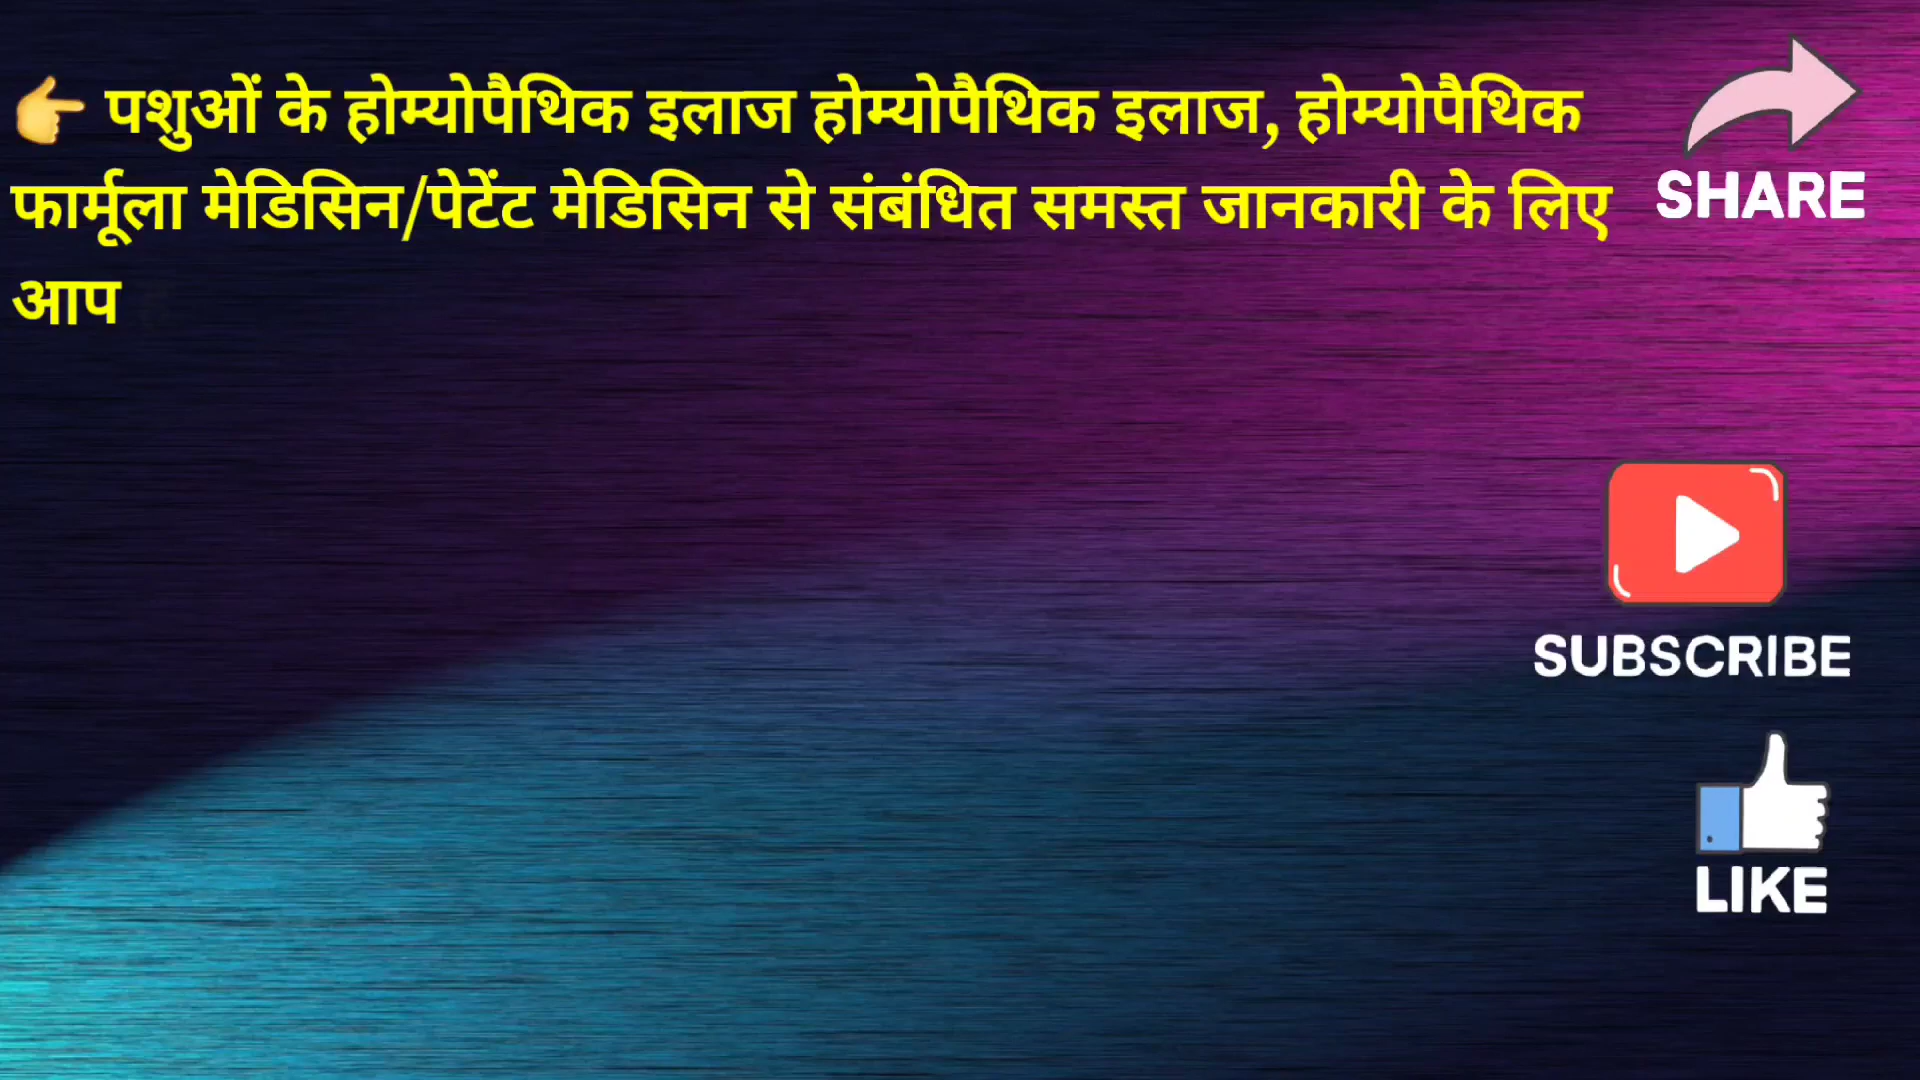 👉 पशुओं के होम्योपैथिक इलाज होम्योपैथिक इलाज, होम्योपैथिक
फार्मूला मेडिसिन/पेटेंट मेडिसिन से संबंधित समस्त जानकारी के लिए
आप
SHARE
SUBSCRIBE
LIKE